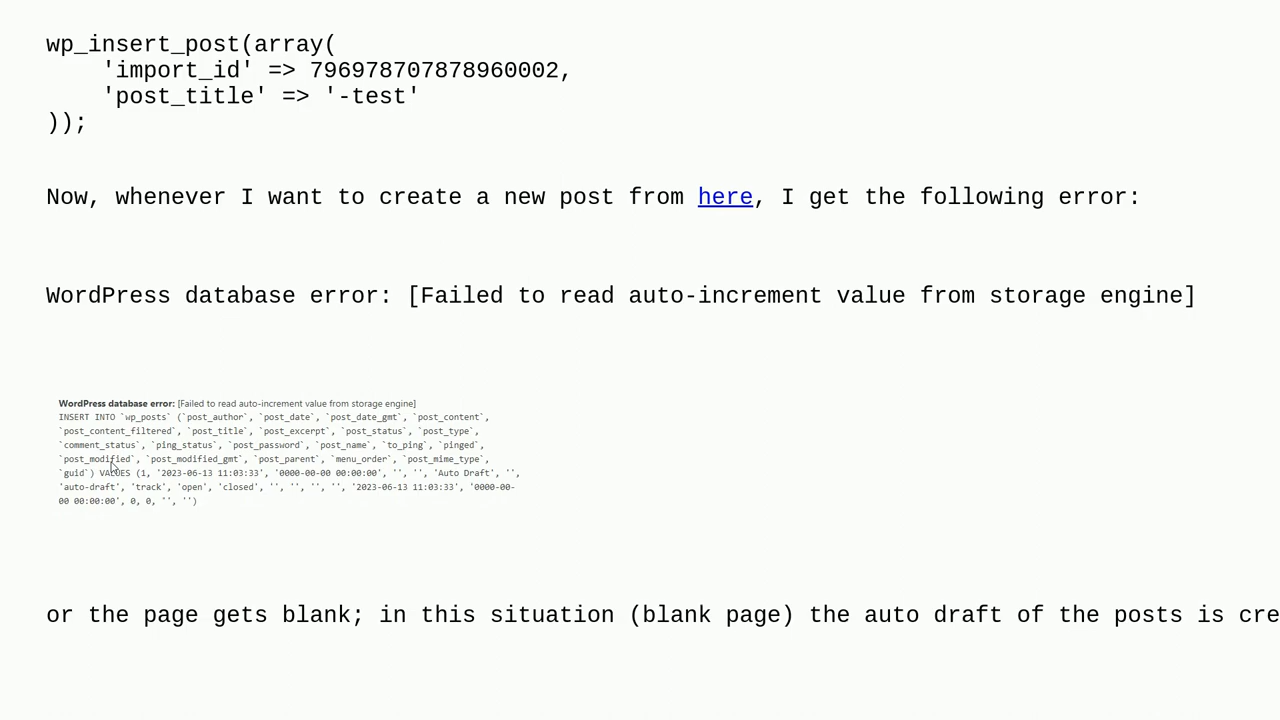 wp_insert_post(array(
    'import_id' => 796978707878960002,
    'post_title' => '-test'
));
Now, whenever I want to create a new post from here, I get the following error:
WordPress database error: [Failed to read auto-increment value from storage engine]
WordPress database error: [Failed to read auto-increment value from storage engine]
INSERT INTO `wp_posts` (`post_author`, `post_date`, `post_date_gmt`, `post_content`,
`post_content_filtered`, `post_title`, `post_excerpt`, `post_status`, `post_type`,
`comment_status`, `ping_status`, `post_password`, `post_name`, `to_ping`, `pinged`,
`post_modified`, `post_modified_gmt`, `post_parent`, `menu_order`, `post_mime_type`,
`guid`) VALUES (1, '2023-06-13 11:03:33', '0000-00-00 00:00:00', '', '', 'Auto Draft', '',
'auto-draft', 'track', 'open', 'closed', '', '', '', '', '2023-06-13 11:03:33', '0000-00-
00 00:00:00', 0, 0, '', '')
or the page gets blank; in this situation (blank page) the auto draft of the posts is cre